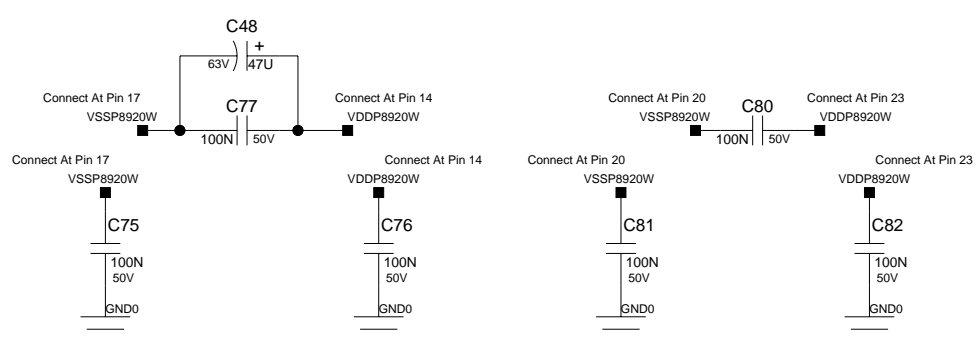 C48
+
63V 47U
Connect At Pin 17
VSSP8920W
C77
100N 50V
Connect At Pin 14
VDDP8920W
Connect At Pin 20
VSSP8920W
C80
100N 50V
Connect At Pin 23
VDDP8920W
Connect At Pin 17
VSSP8920W
C75
100N
50V
GND0
Connect At Pin 14
VDDP8920W
C76
100N
50V
GND0
Connect At Pin 20
VSSP8920W
C81
100N
50V
GND0
Connect At Pin 23
VDDP8920W
C82
100N
50V
GND0